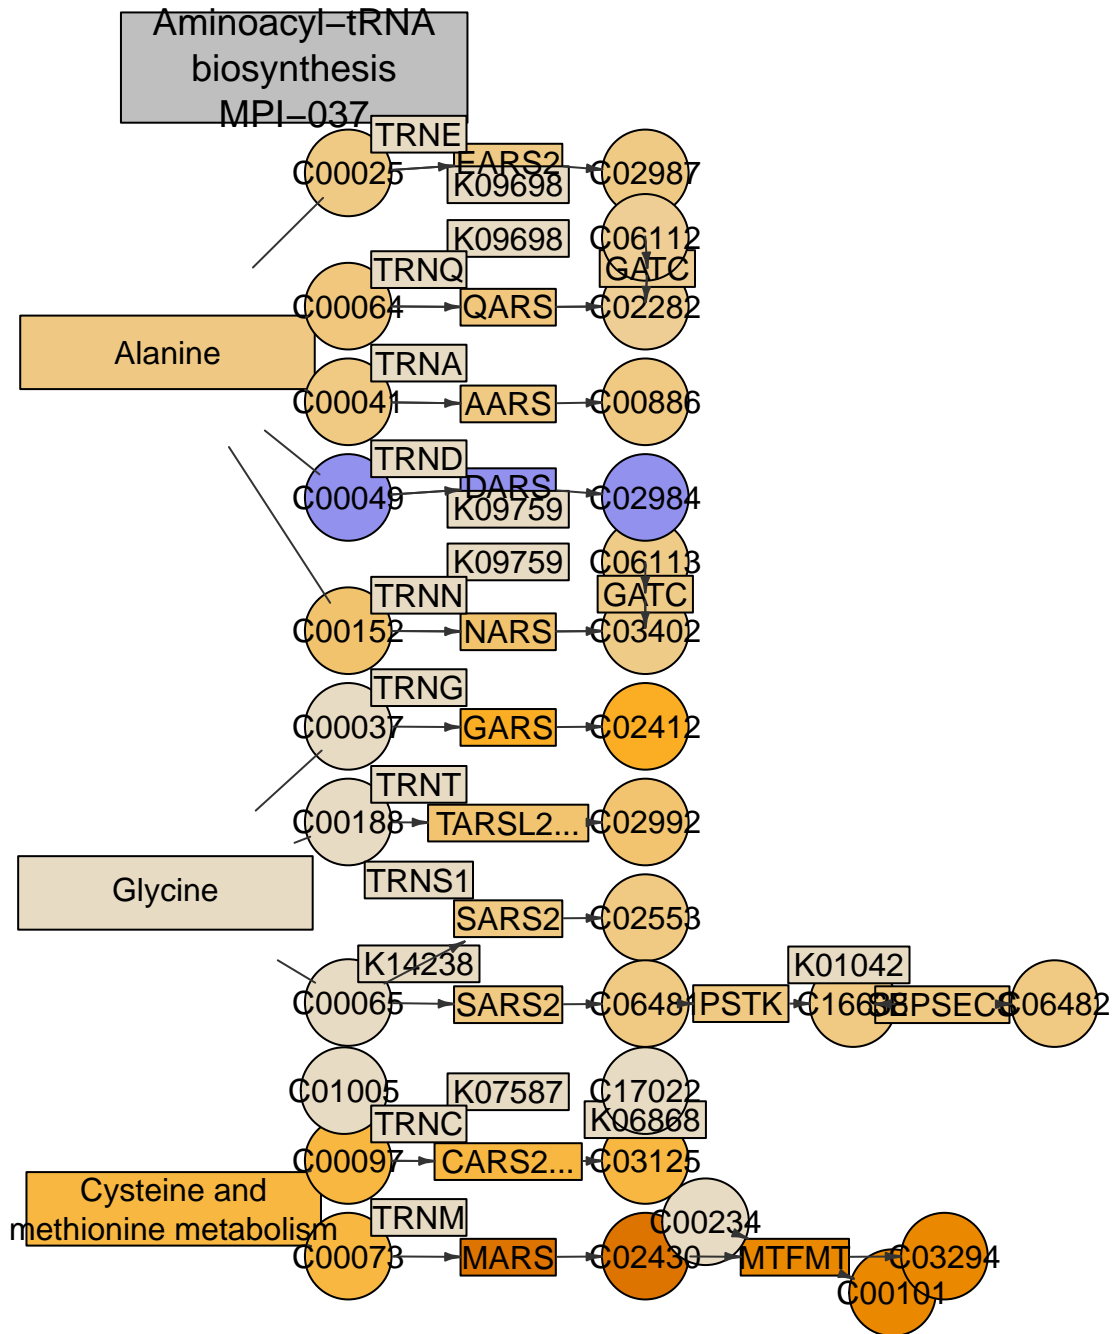 Aminoacyl−tRNA
biosynthesis
MPI−037
TRNE
C00025
EARS2
C02987
K09698
K09698
C06112
TRNQ
GATC
C00064
QARS
C02282
Alanine
TRNA
C00041
AARS
C00886
TRND
C00049
DARS
C02984
K09759
K09759
C06113
TRNN
GATC
C00152
NARS
C03402
TRNG
C00037
GARS
C02412
TRNT
C00188
TARSL2...
C02992
Glycine
TRNS1
SARS2
C02553
K14238
K01042
C00065
SARS2
C06481
PSTK
C16638
SEPSECS
C06482
C01005
K07587
C17022
TRNC
K06868
C00097
CARS2...
C03125
Cysteine and
methionine metabolism
TRNM
C00234
C00073
MARS
C02430
MTFMT
C03294
C00101